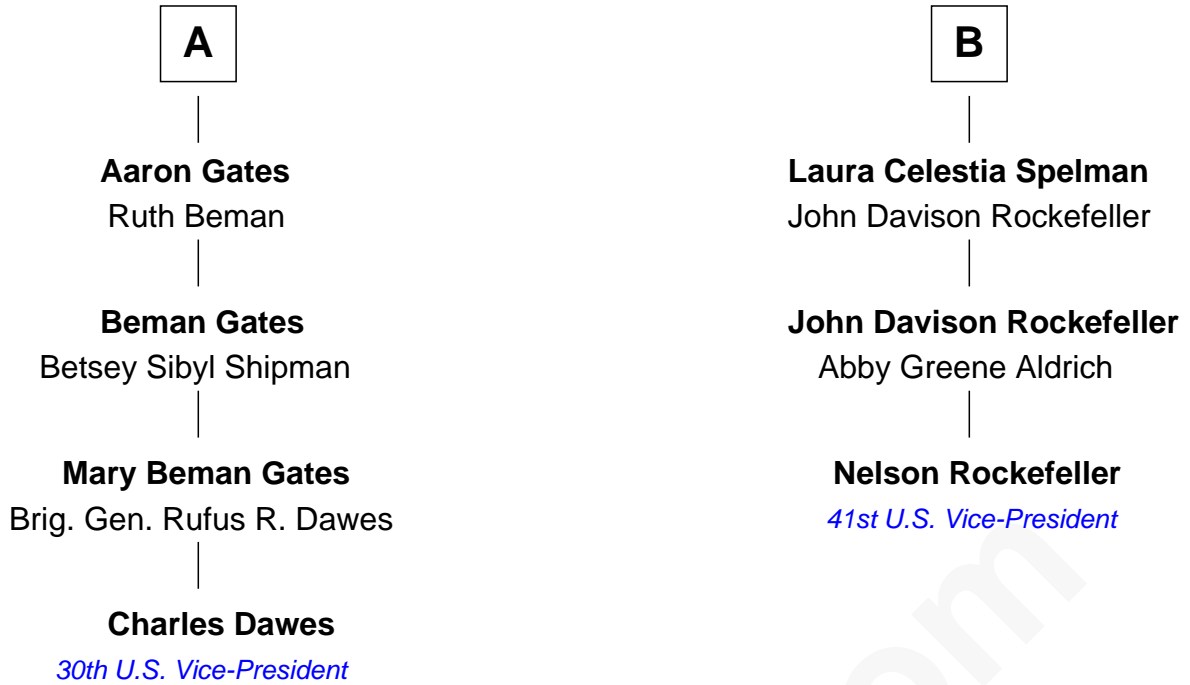 A
Aaron Gates
Ruth Beman
Beman Gates
Betsey Sibyl Shipman
Mary Beman Gates
Brig. Gen. Rufus R. Dawes
Charles Dawes
30th U.S. Vice-President
B
Laura Celestia Spelman
John Davison Rockefeller
John Davison Rockefeller
Abby Greene Aldrich
Nelson Rockefeller
41st U.S. Vice-President
om